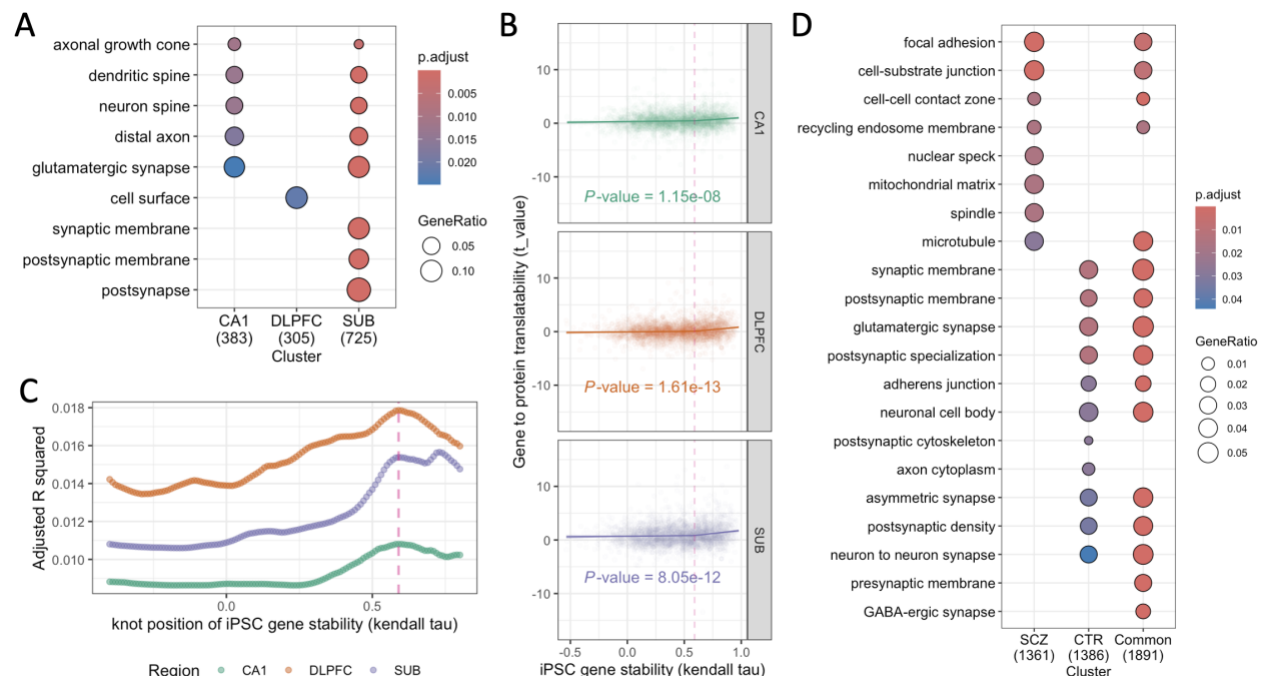 A
axonal growth cone
dendritic spine
neuron spine
distal axon
glutamatergic synapse
cell surface
synaptic membrane
postsynaptic membrane
postsynapse
CA1 DLPFC SUB
(383) (305) (725)
Cluster
p.adjust
0.005
0.010
0.015
0.020
GeneRatio
0.05
0.10
B
Gene to protein translatability (t_value)
10
0
-10
P-value = 1.15e-08
CA1
10
0
-10
P-value = 1.61e-13
DLPFC
10
0
-10
P-value = 8.05e-12
SUB
-0.5 0.0 0.5 1.0
iPSC gene stability (kendall tau)
C
Adjusted R squared
0.018
0.016
0.014
0.012
0.010
0.0 0.5
knot position of iPSC gene stability (kendall tau)
Region CA1 DLPFC SUB
D
focal adhesion
cell-substrate junction
cell-cell contact zone
recycling endosome membrane
nuclear speck
mitochondrial matrix
spindle
microtubule
synaptic membrane
postsynaptic membrane
glutamatergic synapse
postsynaptic specialization
adherens junction
neuronal cell body
postsynaptic cytoskeleton
axon cytoplasm
asymmetric synapse
postsynaptic density
neuron to neuron synapse
presynaptic membrane
GABA-ergic synapse
SCZ CTR Common
(1361) (1386) (1891)
Cluster
p.adjust
0.01
0.02
0.03
0.04
GeneRatio
0.01
0.02
0.03
0.04
0.05